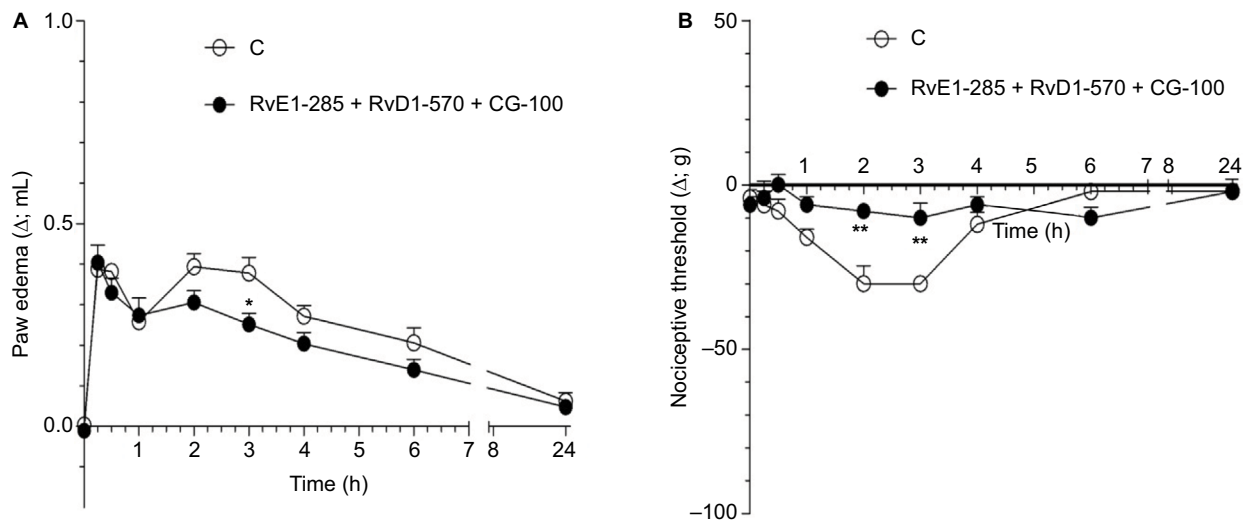 A
1.0
C
RvE1-285 + RvD1-570 + CG-100
Paw edema (Δ; mL)
0.5
*
0.0
1 2 3 4 5 6 7 8 24
Time (h)
B
50
C
RvE1-285 + RvD1-570 + CG-100
Nociceptive threshold (Δ; g)
1 2 3 4 5 6 7 8 24
0
** **
Time (h)
–50
–100